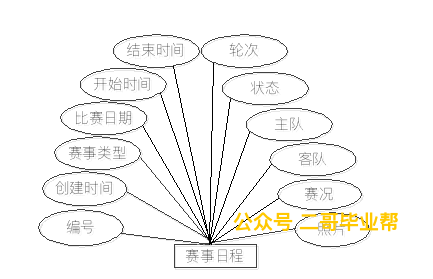 结束时间
轮次
开始时间
状态
比赛日期
主队
赛事类型
客队
创建时间
赛况
公众号 二哥毕业帮
编号
照片
赛事日程